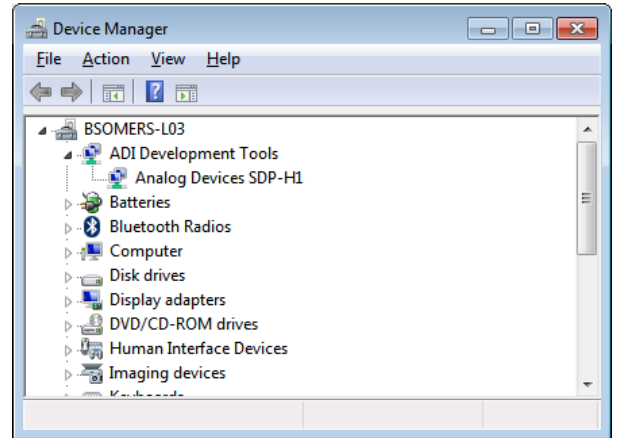 Device Manager
File Action View Help
BSOMERS-L03
ADI Development Tools
Analog Devices SDP-H1
Batteries
Bluetooth Radios
Computer
Disk drives
Display adapters
DVD/CD-ROM drives
Human Interface Devices
Imaging devices
Keyboards